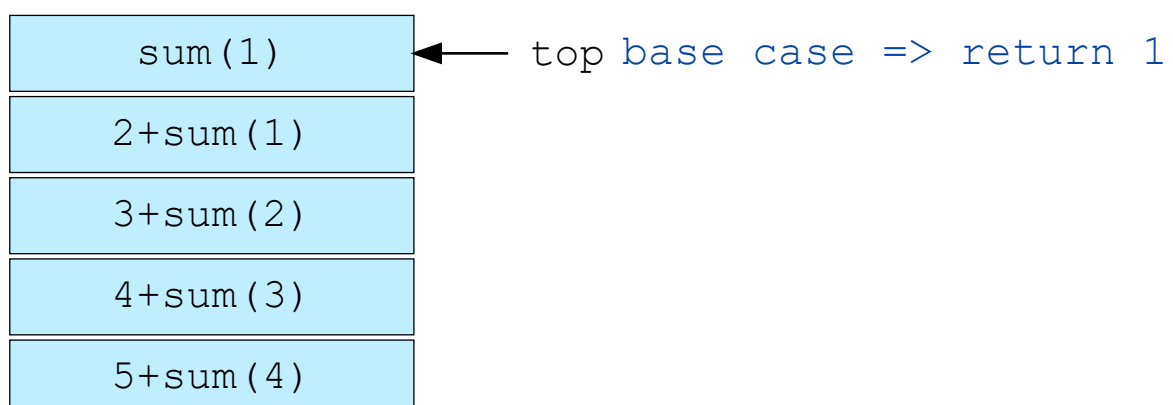 sum(1) top base case => return 1
2+sum(1)
3+sum(2)
4+sum(3)
5+sum(4)